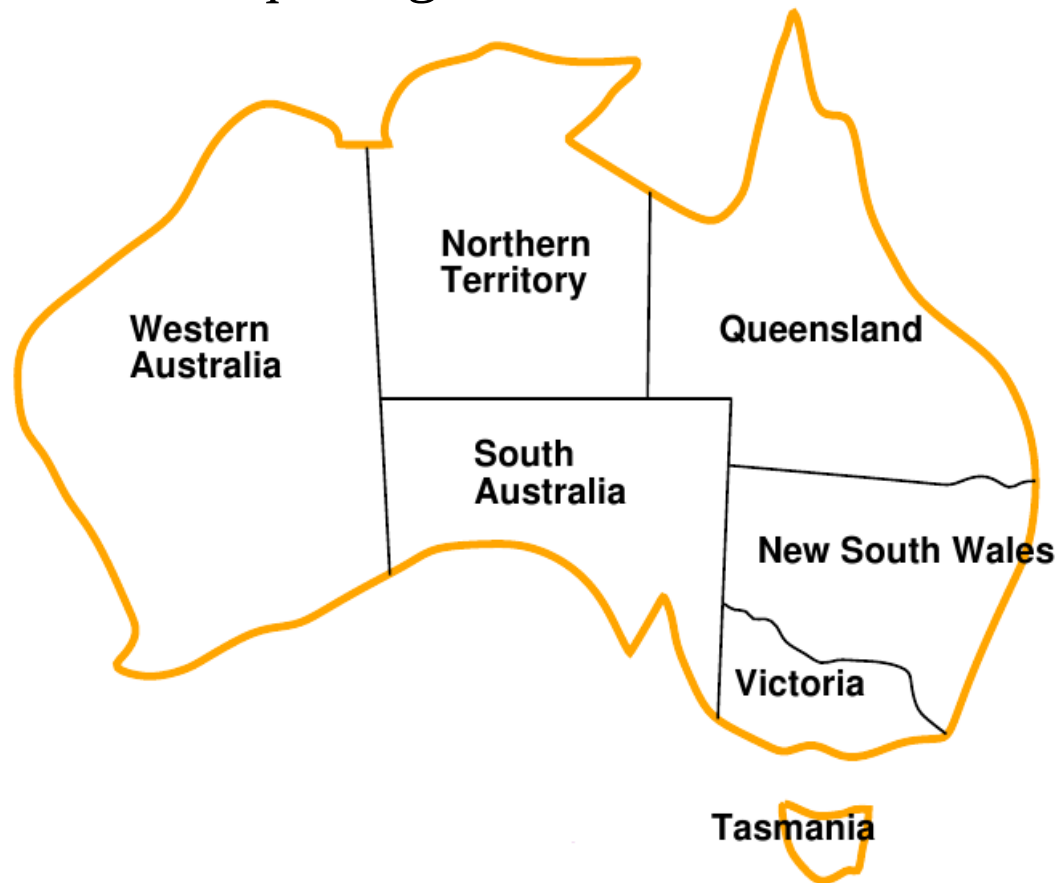 Northern
Territory
Western
Australia
Queensland
South
Australia
New South Wales
Victoria
Tasmania